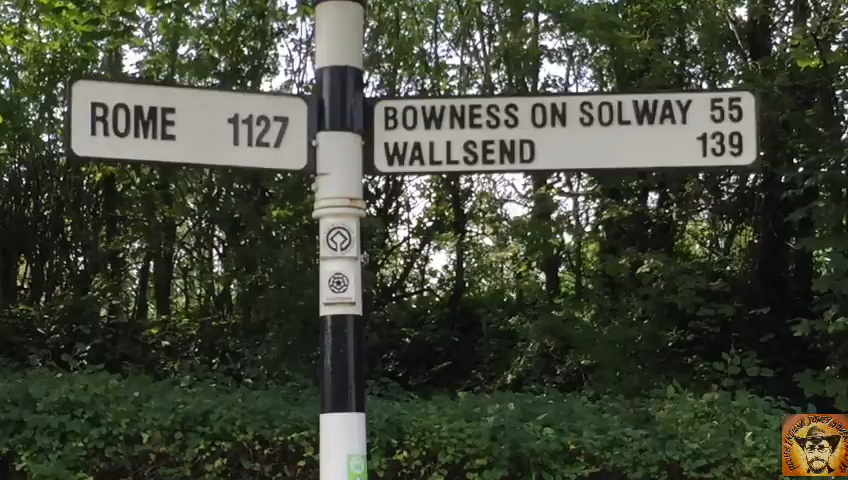 ROME 1127
BOWNESS ON SOLWAY 55
WALLSEND 139